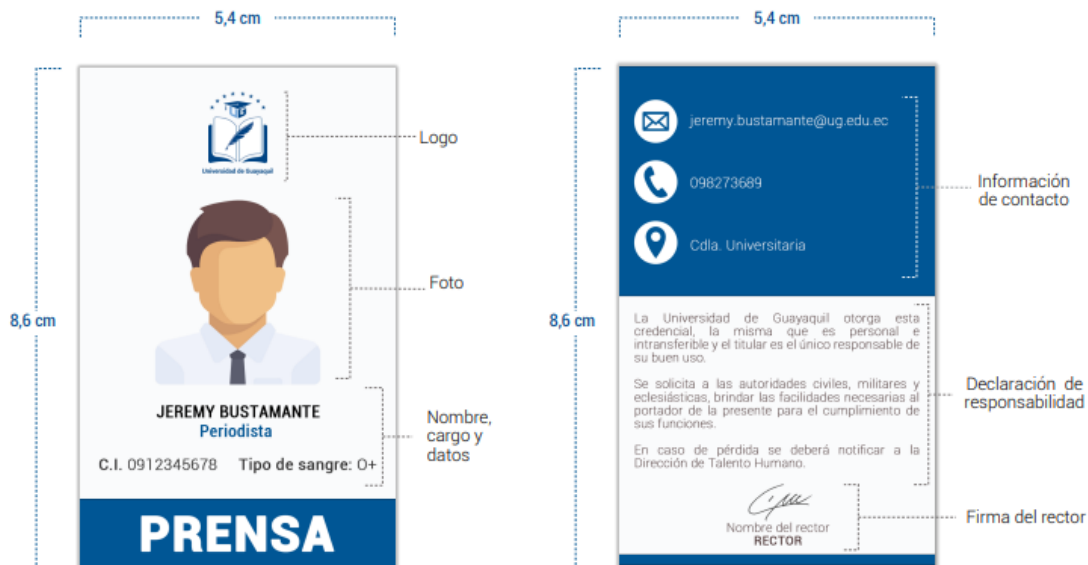 5,4 cm
8,6 cm
Universidad de Guayaquil
Logo
Foto
JEREMY BUSTAMANTE
Periodista
C.I. 0912345678 Tipo de sangre: O+
Nombre,
cargo y
datos
PRENSA
5,4 cm
8,6 cm
jeremy.bustamante@ug.edu.ec
098273689
Cdla. Universitaria
Información
de contacto
La Universidad de Guayaquil otorga esta
credencial, la misma que es personal e
intransferible y el titular es el único responsable de
su buen uso.
Se solicita a las autoridades civiles, militares y
eclesiásticas, brindar las facilidades necesarias al
portador de la presente para el cumplimiento de
sus funciones.
En caso de pérdida se deberá notificar a la
Dirección de Talento Humano.
Declaración de
responsabilidad
Nombre del rector
RECTOR
Firma del rector